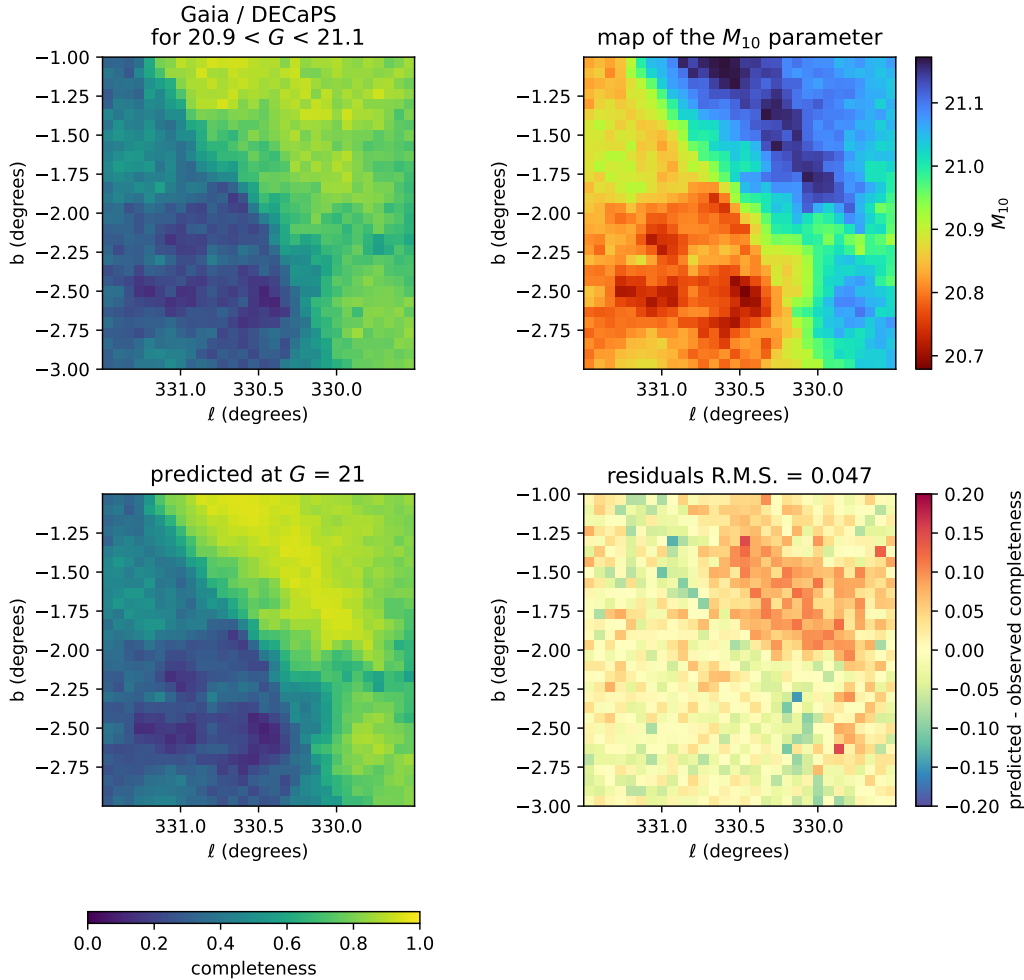 Gaia / DECaPS
for 20.9 < G < 21.1
−1.00
−1.25
−1.50
−1.75
−2.00
−2.25
−2.50
−2.75
−3.00
b (degrees)
331.0 330.5 330.0
ℓ (degrees)
map of the M₁₀ parameter
−1.00
−1.25
−1.50
−1.75
−2.00
−2.25
−2.50
−2.75
b (degrees)
331.0 330.5 330.0
ℓ (degrees)
21.1
21.0
20.9
20.8
20.7
M₁₀
predicted at G = 21
−1.25
−1.50
−1.75
−2.00
−2.25
−2.50
−2.75
b (degrees)
331.0 330.5 330.0
ℓ (degrees)
residuals R.M.S. = 0.047
−1.00
−1.25
−1.50
−1.75
−2.00
−2.25
−2.50
−2.75
−3.00
b (degrees)
331.0 330.5 330.0
ℓ (degrees)
0.20
0.15
0.10
0.05
0.00
−0.05
−0.10
−0.15
−0.20
predicted - observed completeness
0.0 0.2 0.4 0.6 0.8 1.0
completeness